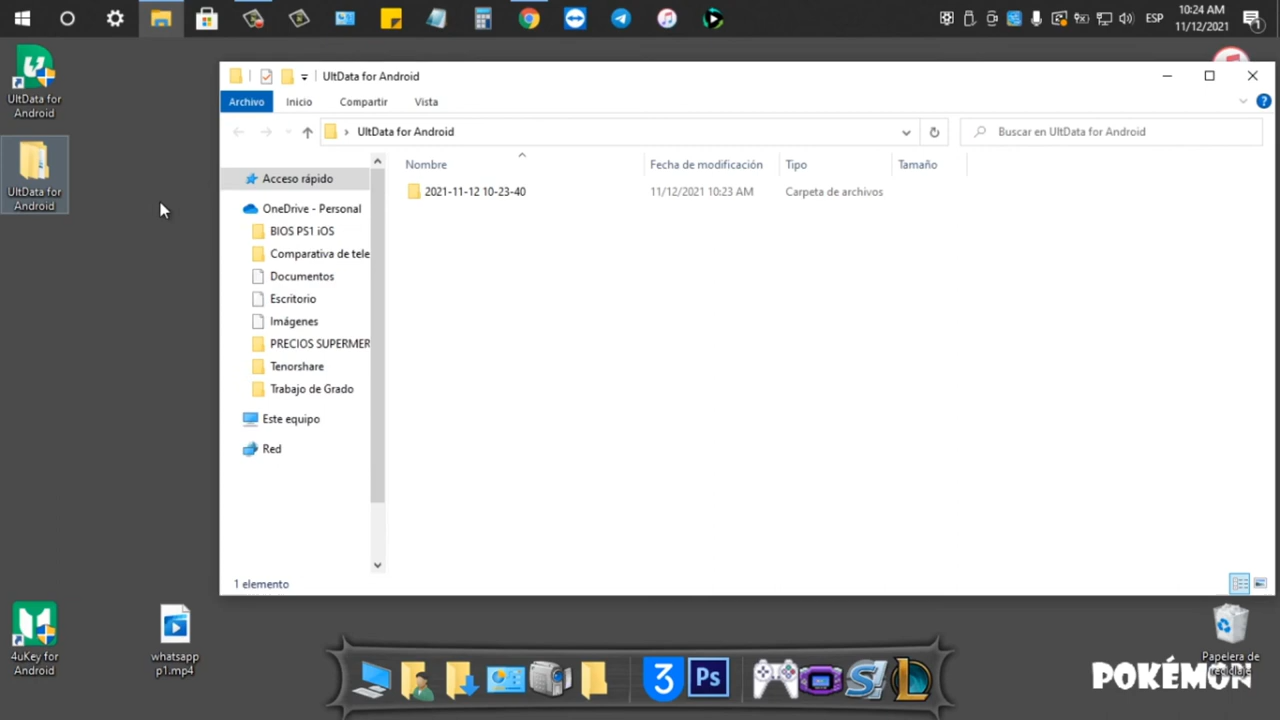 ESP
10:24 AM
11/12/2021
1
UltData for
Android
UltData for
Android
UltData for Android
Archivo
Inicio
Compartir
Vista
UltData for Android
Buscar en UltData for Android
Nombre
Fecha de modificación
Tipo
Tamaño
2021-11-12 10-23-40
11/12/2021 10:23 AM
Carpeta de archivos
Acceso rápido
OneDrive - Personal
BIOS PS1 iOS
Comparativa de tele
Documentos
Escritorio
Imágenes
PRECIOS SUPERMER
Tenorshare
Trabajo de Grado
Este equipo
Red
1 elemento
4uKey for
Android
whatsapp
p1.mp4
3
Ps
Papelera de
reciclaje
POKÉMON